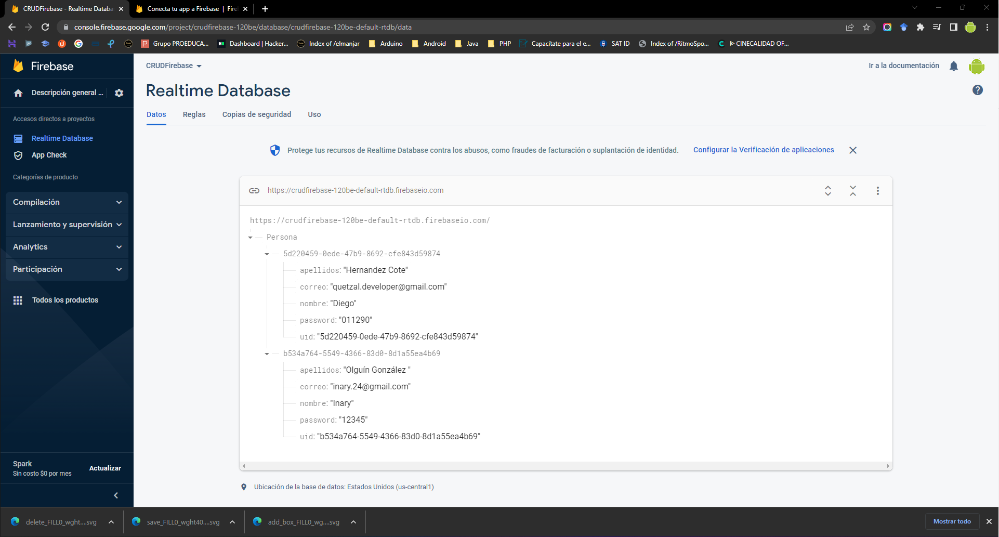 CRUDFirebase - Realtime Databa
Conecta tu app a Firebase | Fire
console.firebase.google.com/project/crudfirebase-120be/database/crudfirebase-120be-default-rtdb/data
Grupo PROEDUCA...
Dashboard | Hacker...
Index of /elmanjar
Arduino
Android
Java
PHP
Capacítate para el e...
SAT ID
Index of /RitmoSpo...
ᐅ CINECALIDAD OF...
Firebase
Descripción general ...
Accesos directos a proyectos
Realtime Database
App Check
Categorías de producto
Compilación
Lanzamiento y supervisión
Analytics
Participación
Todos los productos
Spark
Sin costo $0 por mes
Actualizar
CRUDFirebase
Ir a la documentación
Realtime Database
Datos
Reglas
Copias de seguridad
Uso
Protege tus recursos de Realtime Database contra los abusos, como fraudes de facturación o suplantación de identidad.
Configurar la Verificación de aplicaciones
https://crudfirebase-120be-default-rtdb.firebaseio.com
https://crudfirebase-120be-default-rtdb.firebaseio.com/
Persona
5d220459-0ede-47b9-8692-cfe843d59874
apellidos: "Hernandez Cote"
correo: "quetzal.developer@gmail.com"
nombre: "Diego"
password: "011290"
uid: "5d220459-0ede-47b9-8692-cfe843d59874"
b534a764-5549-4366-83d0-8d1a55ea4b69
apellidos: "Olguín González "
correo: "inary.24@gmail.com"
nombre: "Inary"
password: "12345"
uid: "b534a764-5549-4366-83d0-8d1a55ea4b69"
Ubicación de la base de datos: Estados Unidos (us-central1)
delete_FILL0_wght....svg
save_FILL0_wght40....svg
add_box_FILL0_wg....svg
Mostrar todo